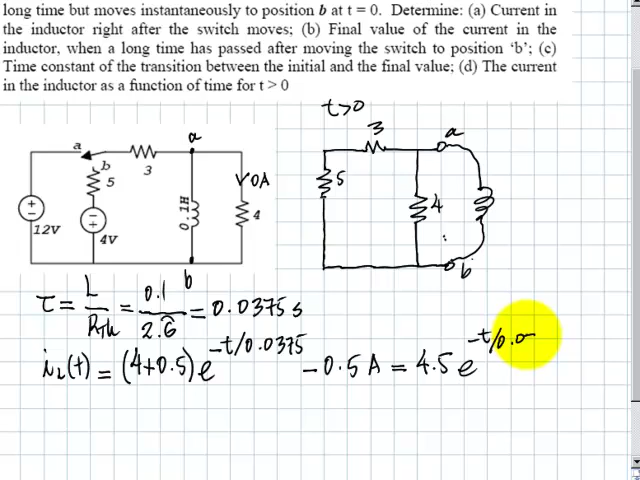 long time but moves instantaneously to position b at t = 0. Determine: (a) Current in
the inductor right after the switch moves; (b) Final value of the current in the
inductor, when a long time has passed after moving the switch to position 'b'; (c)
Time constant of the transition between the initial and the final value; (d) The current
in the inductor as a function of time for t > 0
t>0
a
a
3
a
b
3
5
0.1H
0A
4
12V
4V
b
5
4
b
τ = L/RTh = 0.1/2.6 = 0.0375 s
iL(t) = (4+0.5)e^-t/0.0375 - 0.5 A = 4.5 e^-t/0.0